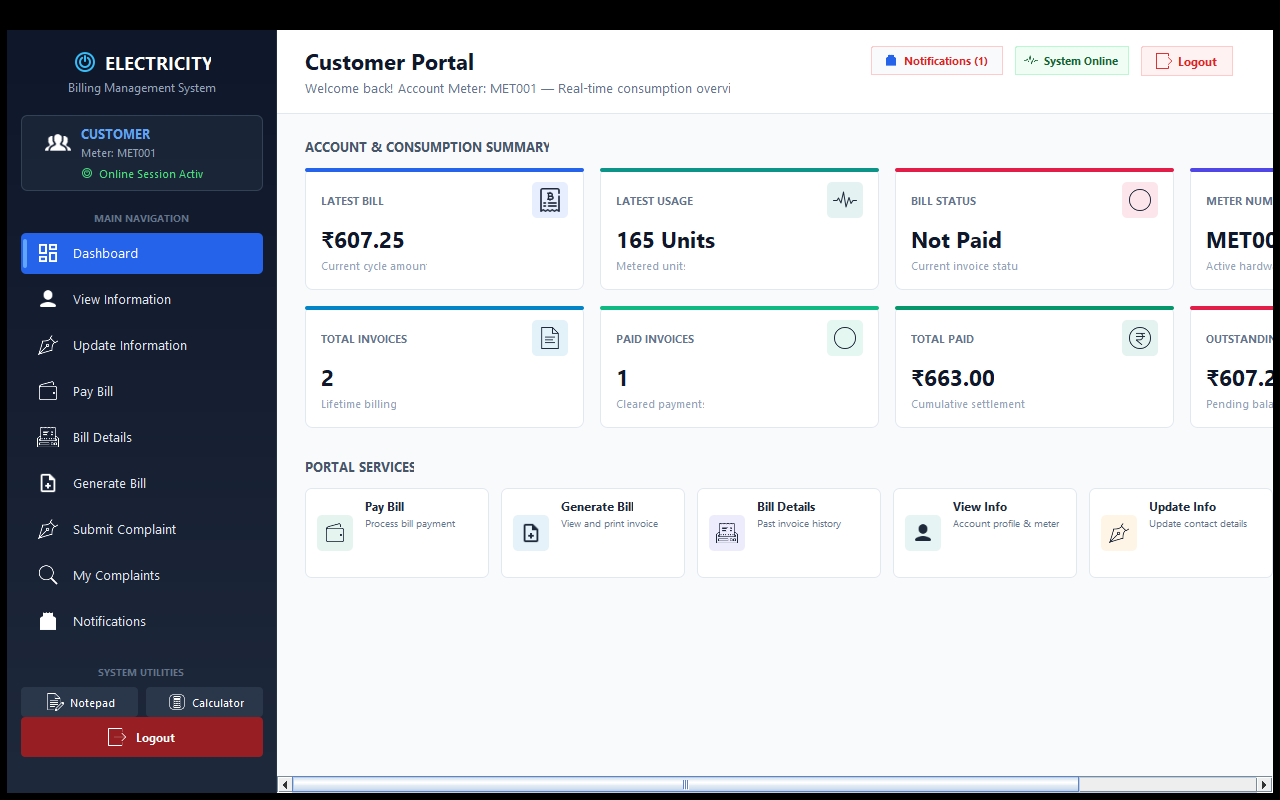 ELECTRICITY
Billing Management System
CUSTOMER
Meter: MET001
Online Session Activ
MAIN NAVIGATION
Dashboard
View Information
Update Information
Pay Bill
Bill Details
Generate Bill
Submit Complaint
My Complaints
Notifications
SYSTEM UTILITIES
Notepad
Calculator
Logout
Customer Portal
Welcome back! Account Meter: MET001 — Real-time consumption overvi
Notifications (1)
System Online
Logout
ACCOUNT & CONSUMPTION SUMMARY
LATEST BILL
₹607.25
Current cycle amoun
LATEST USAGE
165 Units
Metered units
BILL STATUS
Not Paid
Current invoice statu
METER NUM
MET00
Active hardw
TOTAL INVOICES
2
Lifetime billing
PAID INVOICES
1
Cleared payments
TOTAL PAID
₹663.00
Cumulative settlement
OUTSTANDIN
₹607.2
Pending bala
PORTAL SERVICES
Pay Bill
Process bill payment
Generate Bill
View and print invoice
Bill Details
Past invoice history
View Info
Account profile & meter
Update Info
Update contact details